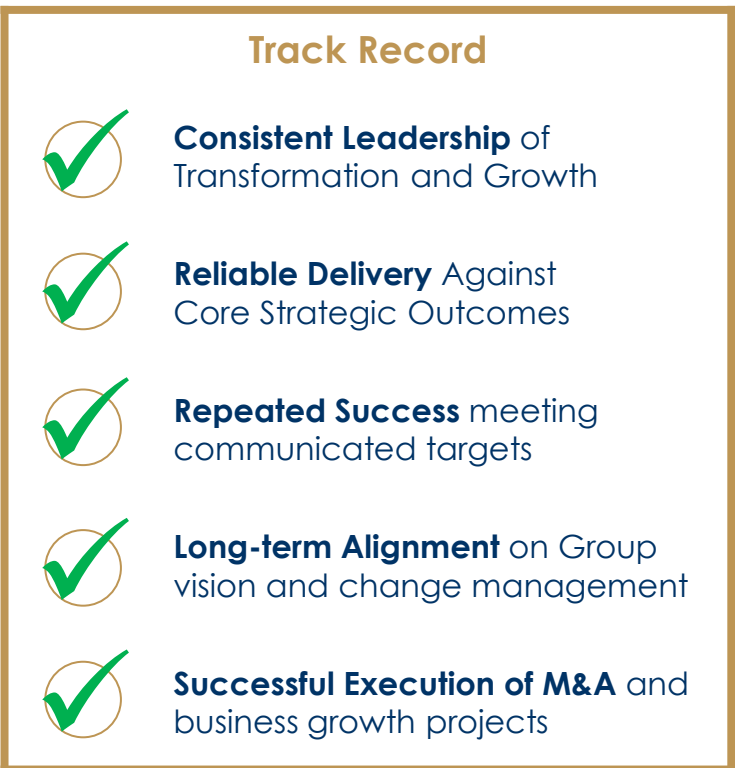 Track Record
Consistent Leadership of
Transformation and Growth
Reliable Delivery Against
Core Strategic Outcomes
Repeated Success meeting
communicated targets
Long-term Alignment on Group
vision and change management
Successful Execution of M&A and
business growth projects